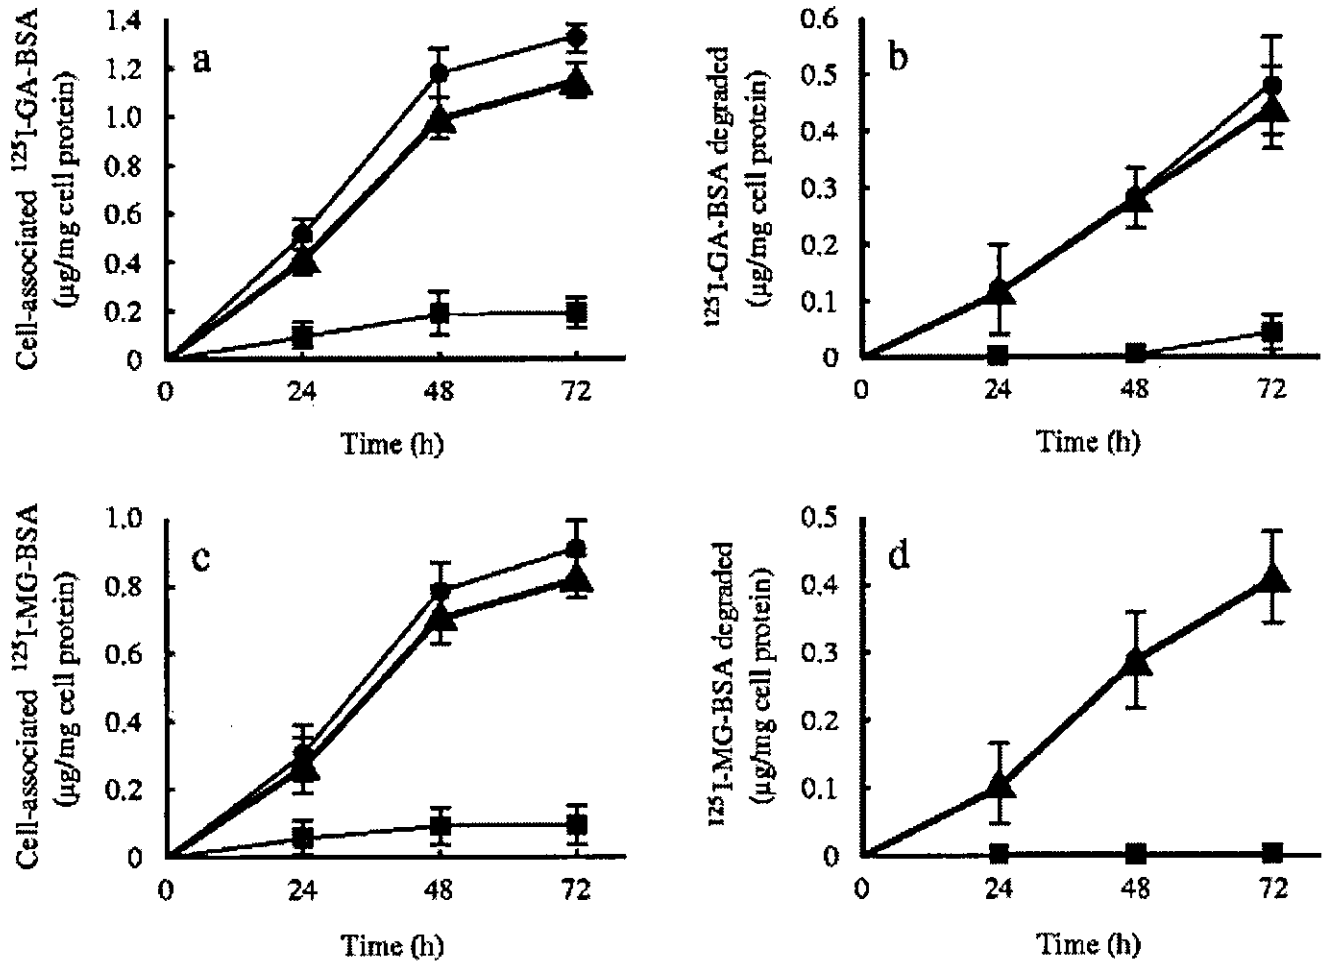 Cell-associated ¹²⁵I-GA-BSA
(µg/mg cell protein)
1.4
1.2
1.0
0.8
0.6
0.4
0.2
0
a
0
24
48
72
Time (h)
¹²⁵I-GA-BSA degraded
(µg/mg cell protein)
0.6
0.5
0.4
0.3
0.2
0.1
0
b
0
24
48
72
Time (h)
Cell-associated ¹²⁵I-MG-BSA
(µg/mg cell protein)
1.0
0.8
0.6
0.4
0.2
0
c
0
24
48
72
Time (h)
¹²⁵I-MG-BSA degraded
(µg/mg cell protein)
0.5
0.4
0.3
0.2
0.1
0
d
0
24
48
72
Time (h)